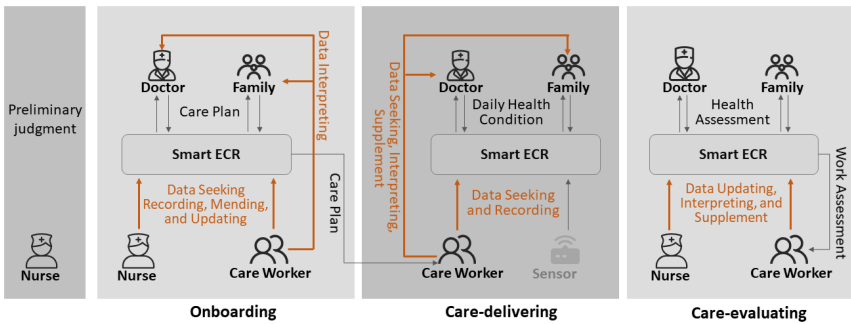 Preliminary
judgment
Nurse
Doctor
Family
Care Plan
Data Interpreting
Smart ECR
Data Seeking
Recording, Mending,
and Updating
Nurse
Care Worker
Onboarding
Care Plan
Data Seeking, Interpreting,
Supplement
Doctor
Family
Daily Health
Condition
Smart ECR
Data Seeking
and Recording
Care Worker
Sensor
Care-delivering
Doctor
Family
Health
Assessment
Smart ECR
Data Updating,
Interpreting, and
Supplement
Work Assessment
Nurse
Care Worker
Care-evaluating